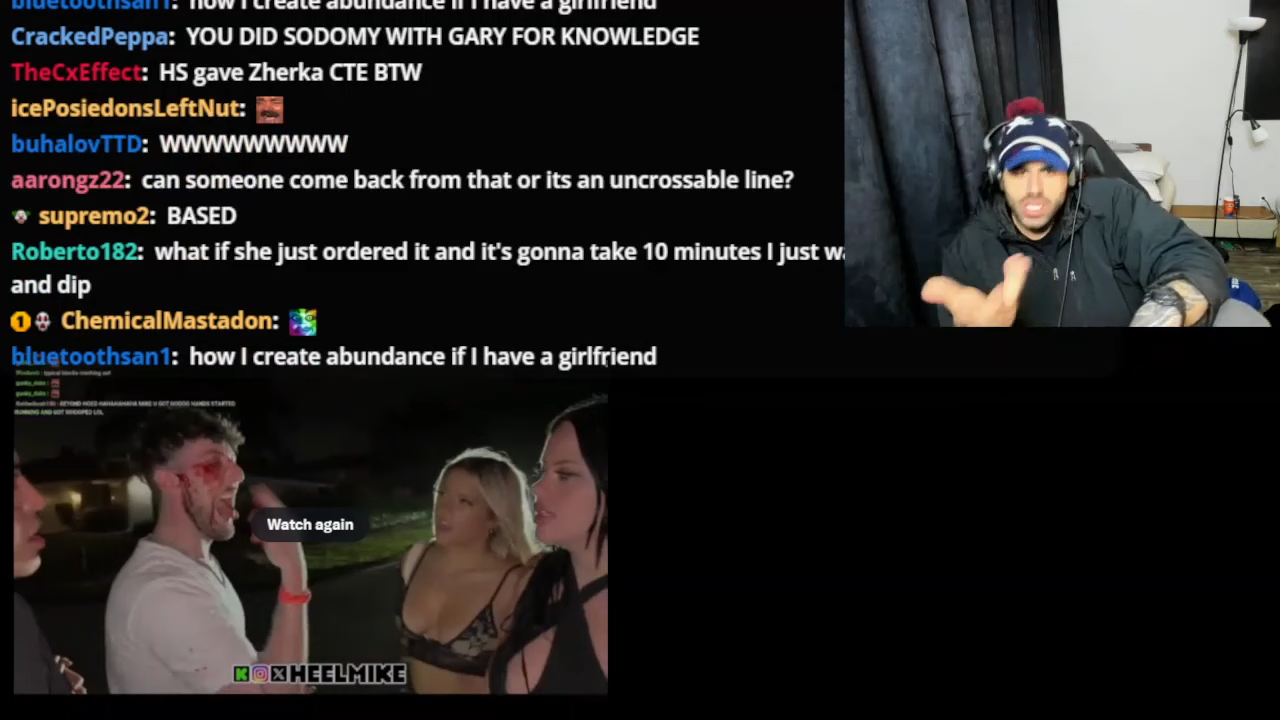 bluetoothsan1: how I create abundance if I have a girlfriend
CrackedPeppa: YOU DID SODOMY WITH GARY FOR KNOWLEDGE
TheCxEffect: HS gave Zherka CTE BTW
icePosiedonsLeftNut:
buhalovTTD: WWWWWWWWW
aarongz22: can someone come back from that or its an uncrossable line?
supremo2: BASED
Roberto182: what if she just ordered it and it's gonna take 10 minutes I just wa
and dip
1 ChemicalMastadon:
bluetoothsan1: how I create abundance if I have a girlfriend
Watch again
K X HEELMIKE